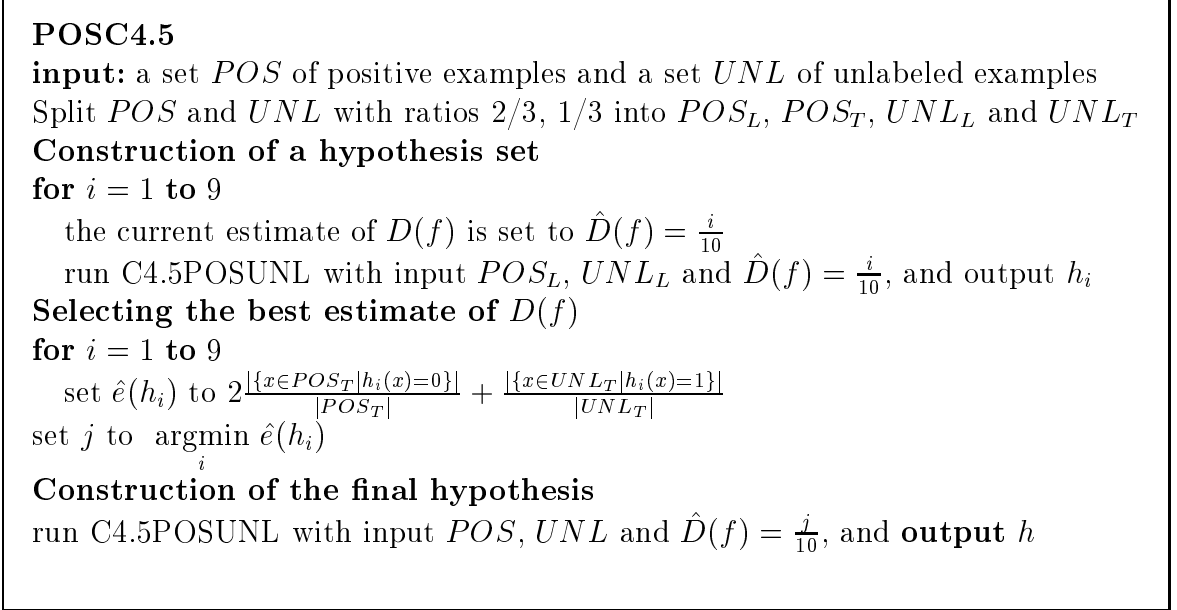 POSC4.5
input: a set POS of positive examples and a set UNL of unlabeled examples
Split POS and UNL with ratios 2/3, 1/3 into POS_L, POS_T, UNL_L and UNL_T
Construction of a hypothesis set
for i = 1 to 9
the current estimate of D(f) is set to D̂(f) = i/10
run C4.5POSUNL with input POS_L, UNL_L and D̂(f) = i/10, and output h_i
Selecting the best estimate of D(f)
for i = 1 to 9
set ê(h_i) to 2 |{x∈POS_T|h_i(x)=0}|/|POS_T| + |{x∈UNL_T|h_i(x)=1}|/|UNL_T|
set j to argmin_i ê(h_i)
Construction of the final hypothesis
run C4.5POSUNL with input POS, UNL and D̂(f) = j/10, and output h